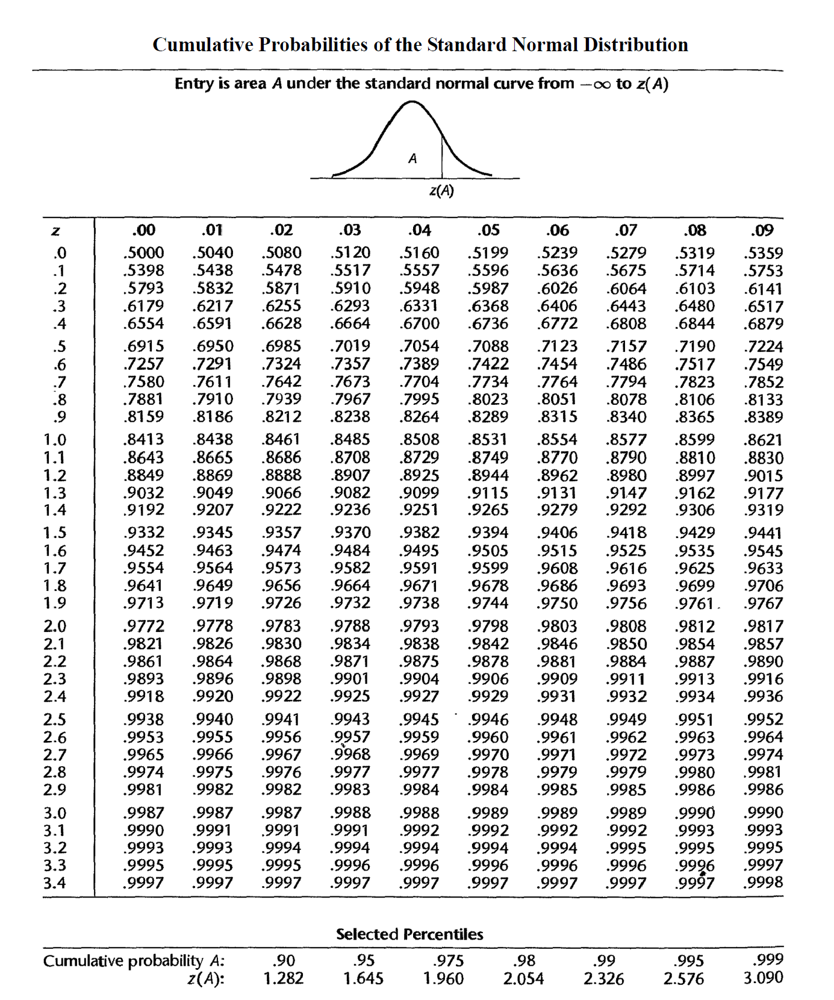 Cumulative Probabilities of the Standard Normal Distribution
Entry is area A under the standard normal curve from −∞ to z(A)
A
z(A)
z .00 .01 .02 .03 .04 .05 .06 .07 .08 .09
.0 .5000 .5040 .5080 .5120 .5160 .5199 .5239 .5279 .5319 .5359
.1 .5398 .5438 .5478 .5517 .5557 .5596 .5636 .5675 .5714 .5753
.2 .5793 .5832 .5871 .5910 .5948 .5987 .6026 .6064 .6103 .6141
.3 .6179 .6217 .6255 .6293 .6331 .6368 .6406 .6443 .6480 .6517
.4 .6554 .6591 .6628 .6664 .6700 .6736 .6772 .6808 .6844 .6879
.5 .6915 .6950 .6985 .7019 .7054 .7088 .7123 .7157 .7190 .7224
.6 .7257 .7291 .7324 .7357 .7389 .7422 .7454 .7486 .7517 .7549
.7 .7580 .7611 .7642 .7673 .7704 .7734 .7764 .7794 .7823 .7852
.8 .7881 .7910 .7939 .7967 .7995 .8023 .8051 .8078 .8106 .8133
.9 .8159 .8186 .8212 .8238 .8264 .8289 .8315 .8340 .8365 .8389
1.0 .8413 .8438 .8461 .8485 .8508 .8531 .8554 .8577 .8599 .8621
1.1 .8643 .8665 .8686 .8708 .8729 .8749 .8770 .8790 .8810 .8830
1.2 .8849 .8869 .8888 .8907 .8925 .8944 .8962 .8980 .8997 .9015
1.3 .9032 .9049 .9066 .9082 .9099 .9115 .9131 .9147 .9162 .9177
1.4 .9192 .9207 .9222 .9236 .9251 .9265 .9279 .9292 .9306 .9319
1.5 .9332 .9345 .9357 .9370 .9382 .9394 .9406 .9418 .9429 .9441
1.6 .9452 .9463 .9474 .9484 .9495 .9505 .9515 .9525 .9535 .9545
1.7 .9554 .9564 .9573 .9582 .9591 .9599 .9608 .9616 .9625 .9633
1.8 .9641 .9649 .9656 .9664 .9671 .9678 .9686 .9693 .9699 .9706
1.9 .9713 .9719 .9726 .9732 .9738 .9744 .9750 .9756 .9761 .9767
2.0 .9772 .9778 .9783 .9788 .9793 .9798 .9803 .9808 .9812 .9817
2.1 .9821 .9826 .9830 .9834 .9838 .9842 .9846 .9850 .9854 .9857
2.2 .9861 .9864 .9868 .9871 .9875 .9878 .9881 .9884 .9887 .9890
2.3 .9893 .9896 .9898 .9901 .9904 .9906 .9909 .9911 .9913 .9916
2.4 .9918 .9920 .9922 .9925 .9927 .9929 .9931 .9932 .9934 .9936
2.5 .9938 .9940 .9941 .9943 .9945 .9946 .9948 .9949 .9951 .9952
2.6 .9953 .9955 .9956 .9957 .9959 .9960 .9961 .9962 .9963 .9964
2.7 .9965 .9966 .9967 .9968 .9969 .9970 .9971 .9972 .9973 .9974
2.8 .9974 .9975 .9976 .9977 .9977 .9978 .9979 .9979 .9980 .9981
2.9 .9981 .9982 .9982 .9983 .9984 .9984 .9985 .9985 .9986 .9986
3.0 .9987 .9987 .9987 .9988 .9988 .9989 .9989 .9989 .9990 .9990
3.1 .9990 .9991 .9991 .9991 .9992 .9992 .9992 .9992 .9993 .9993
3.2 .9993 .9993 .9994 .9994 .9994 .9994 .9994 .9995 .9995 .9995
3.3 .9995 .9995 .9995 .9996 .9996 .9996 .9996 .9996 .9996 .9997
3.4 .9997 .9997 .9997 .9997 .9997 .9997 .9997 .9997 .9997 .9998
Selected Percentiles
Cumulative probability A: .90 .95 .975 .98 .99 .995 .999
z(A): 1.282 1.645 1.960 2.054 2.326 2.576 3.090